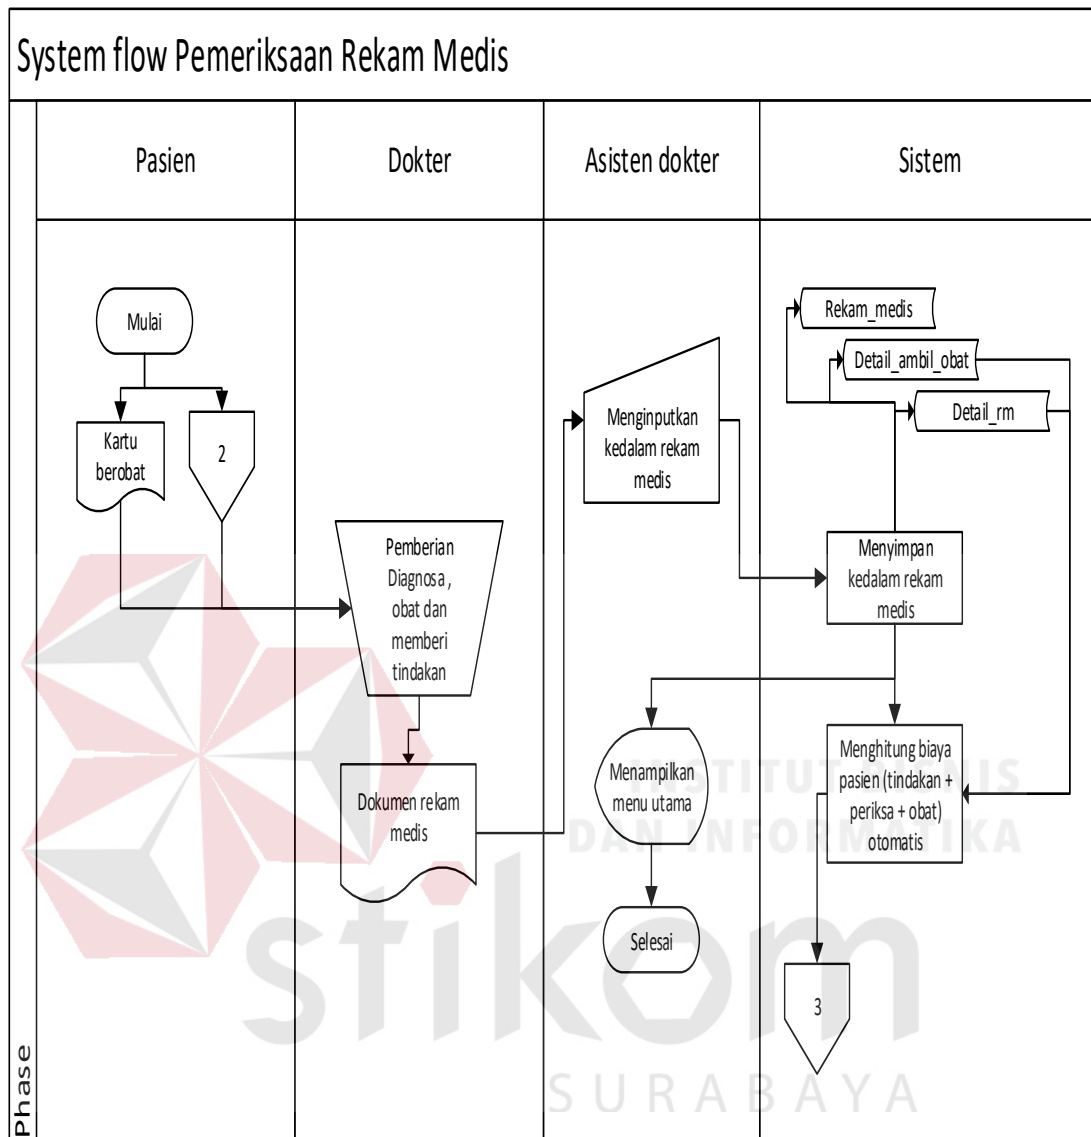 System flow Pemeriksaan Rekam Medis
Pasien
Dokter
Asisten dokter
Sistem
Mulai
Kartu
berobat
2
Pemberian
Diagnosa ,
obat dan
memberi
tindakan
Dokumen rekam
medis
Menginputkan
kedalam rekam
medis
Menampilkan
menu utama
Selesai
Rekam_medis
Detail_ambil_obat
Detail_rm
Menyimpan
kedalam rekam
medis
Menghitung biaya
pasien (tindakan +
periksa + obat)
otomatis
3
Phase
INSTITUT BISNIS
DAN INFORMATIKA
stikom
SURABAYA